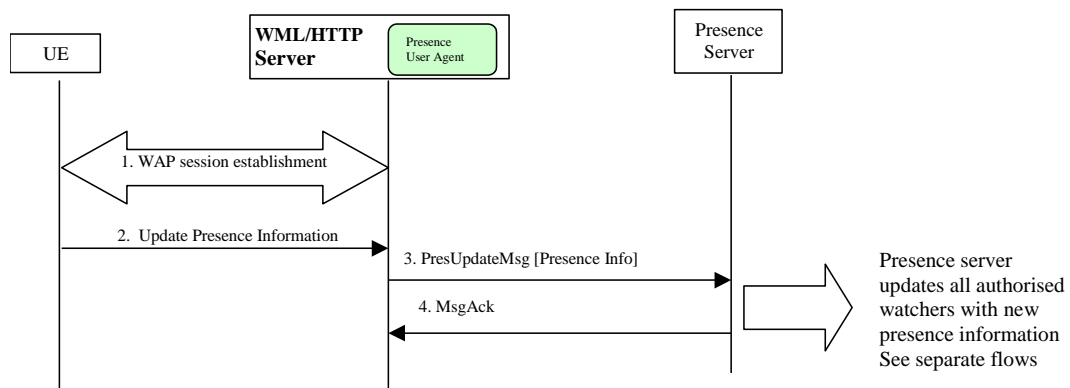 UE
WML/HTTP
Server
Presence
User Agent
Presence
Server
1. WAP session establishment
2. Update Presence Information
3. PresUpdateMsg [Presence Info]
4. MsgAck
Presence server
updates all authorised
watchers with new
presence information
See separate flows